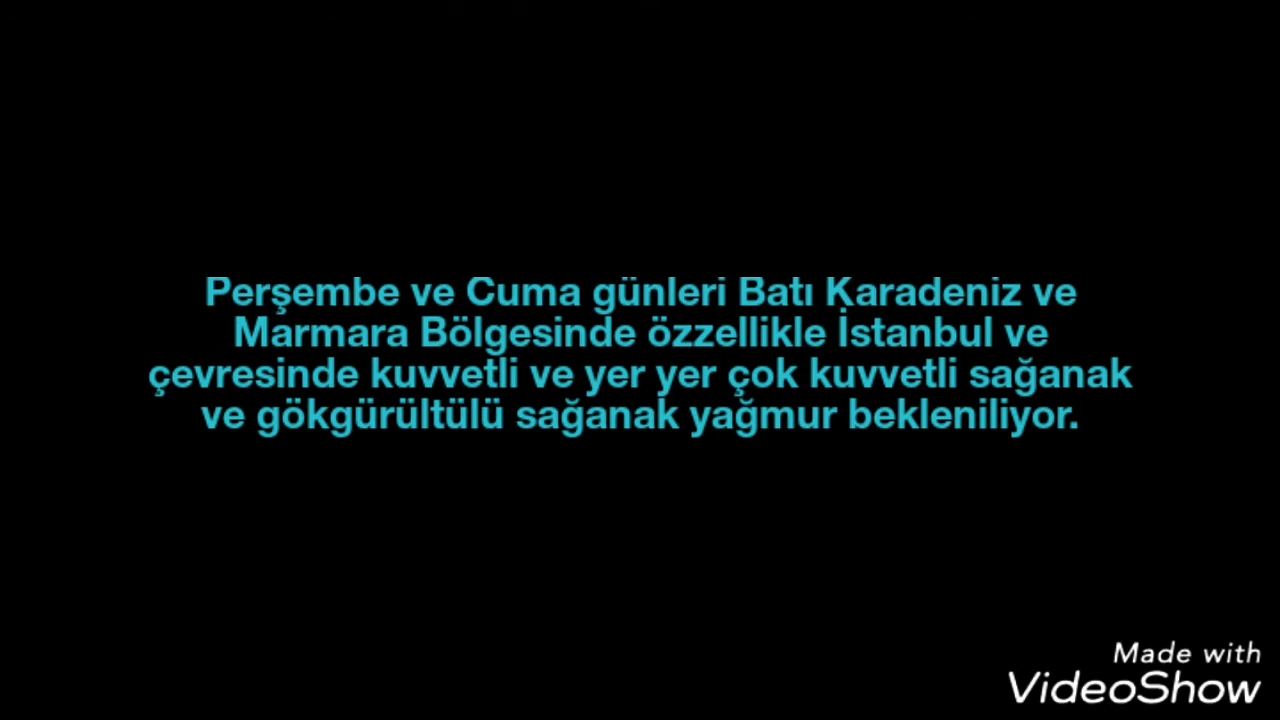 Perşembe ve Cuma günleri Batı Karadeniz ve
Marmara Bölgesinde özzellikle İstanbul ve
çevresinde kuvvetli ve yer yer çok kuvvetli sağanak
ve gökgürültülü sağanak yağmur bekleniliyor.
Made with
VideoShow